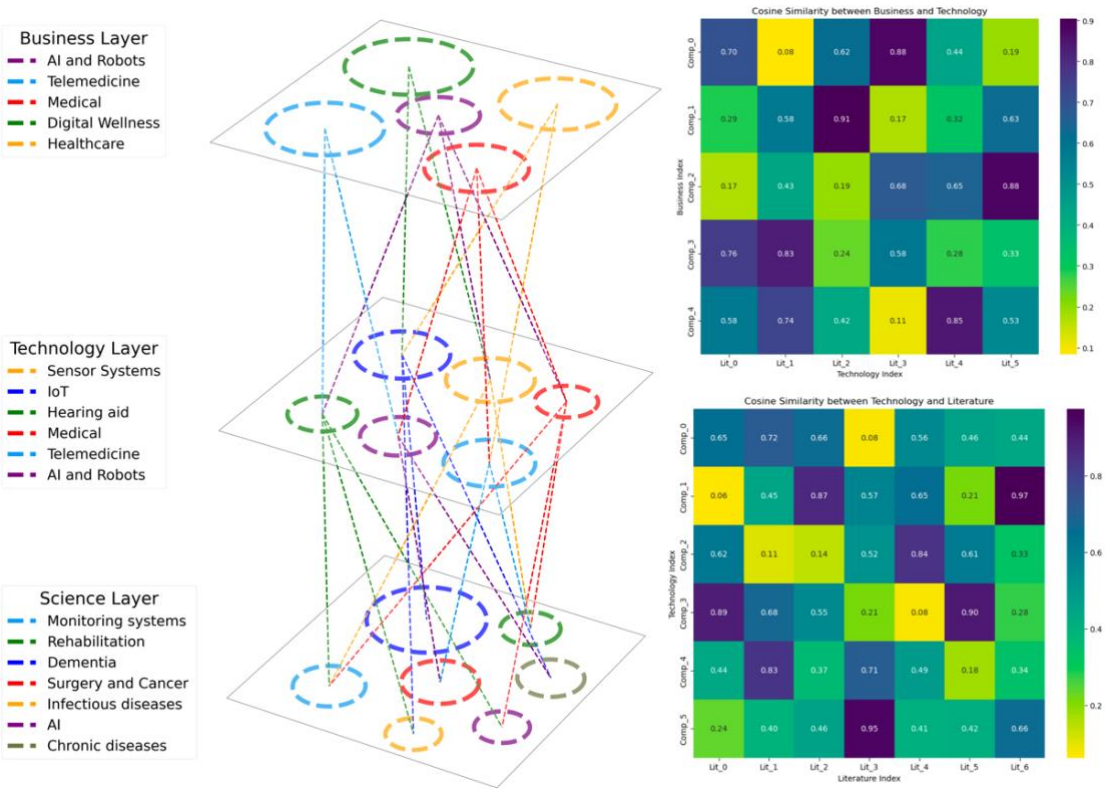 Business Layer
AI and Robots
Telemedicine
Medical
Digital Wellness
Healthcare
Technology Layer
Sensor Systems
IoT
Hearing aid
Medical
Telemedicine
AI and Robots
Science Layer
Monitoring systems
Rehabilitation
Dementia
Surgery and Cancer
Infectious diseases
AI
Chronic diseases
Cosine Similarity between Business and Technology
Business Index
Comp_0 0.70 0.08 0.62 0.88 0.44 0.19
Comp_1 0.29 0.58 0.91 0.17 0.32 0.63
Comp_2 0.17 0.43 0.19 0.68 0.65 0.88
Comp_3 0.76 0.83 0.24 0.58 0.28 0.33
Comp_4 0.58 0.74 0.42 0.11 0.85 0.53
Lit_0 Lit_1 Lit_2 Lit_3 Lit_4 Lit_5
Technology Index
0.9
0.8
0.7
0.6
0.5
0.4
0.3
0.2
0.1
Cosine Similarity between Technology and Literature
Technology Index
Comp_0 0.65 0.72 0.66 0.08 0.56 0.46 0.44
Comp_1 0.06 0.45 0.87 0.57 0.65 0.21 0.97
Comp_2 0.62 0.11 0.14 0.52 0.84 0.61 0.33
Comp_3 0.89 0.68 0.55 0.21 0.08 0.90 0.28
Comp_4 0.44 0.83 0.37 0.71 0.49 0.18 0.34
Comp_5 0.24 0.40 0.46 0.95 0.41 0.42 0.66
Lit_0 Lit_1 Lit_2 Lit_3 Lit_4 Lit_5 Lit_6
Literature Index
0.8
0.6
0.4
0.2